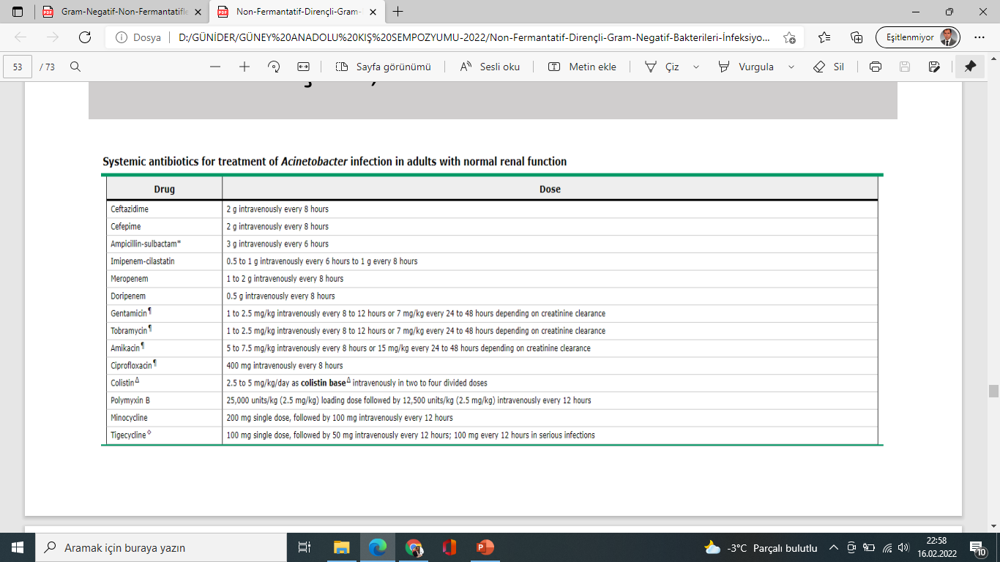 Gram-Negatif-Non-Fermantatifle
Non-Fermantatif-Dirençli-Gram-
Dosya
D:/GÜNİDER/GÜNEY%20ANADOLU%20KIŞ%20SEMPOZYUMU-2022/Non-Fermantatif-Dirençli-Gram-Negatif-Bakterileri-İnfeksiyo...
Eşitlenmiyor
53 / 73
Sayfa görünümü
Sesli oku
Metin ekle
Çiz
Vurgula
Sil
Systemic antibiotics for treatment of Acinetobacter infection in adults with normal renal function
Drug Dose
Ceftazidime 2 g intravenously every 8 hours
Cefepime 2 g intravenously every 8 hours
Ampicillin-sulbactam* 3 g intravenously every 6 hours
Imipenem-cilastatin 0.5 to 1 g intravenously every 6 hours to 1 g every 8 hours
Meropenem 1 to 2 g intravenously every 8 hours
Doripenem 0.5 g intravenously every 8 hours
Gentamicin¶ 1 to 2.5 mg/kg intravenously every 8 to 12 hours or 7 mg/kg every 24 to 48 hours depending on creatinine clearance
Tobramycin¶ 1 to 2.5 mg/kg intravenously every 8 to 12 hours or 7 mg/kg every 24 to 48 hours depending on creatinine clearance
Amikacin¶ 5 to 7.5 mg/kg intravenously every 8 hours or 15 mg/kg every 24 to 48 hours depending on creatinine clearance
Ciprofloxacin¶ 400 mg intravenously every 8 hours
Colistin∆ 2.5 to 5 mg/kg/day as colistin base∆ intravenously in two to four divided doses
Polymyxin B 25,000 units/kg (2.5 mg/kg) loading dose followed by 12,500 units/kg (2.5 mg/kg) intravenously every 12 hours
Minocycline 200 mg single dose, followed by 100 mg intravenously every 12 hours
Tigecycline◊ 100 mg single dose, followed by 50 mg intravenously every 12 hours; 100 mg every 12 hours in serious infections
Aramak için buraya yazın
-3°C Parçalı bulutlu
22:58
16.02.2022
10